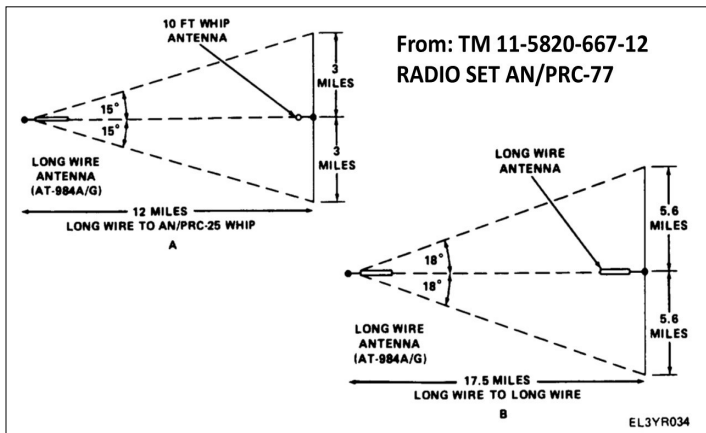 From: TM 11-5820-667-12
RADIO SET AN/PRC-77
10 FT WHIP
ANTENNA
15°
15°
3
MILES
3
MILES
LONG WIRE
ANTENNA
(AT-984A/G)
12 MILES
LONG WIRE TO AN/PRC-25 WHIP
A
LONG WIRE
ANTENNA
18°
18°
5.6
MILES
5.6
MILES
LONG WIRE
ANTENNA
(AT-984A/G)
17.5 MILES
LONG WIRE TO LONG WIRE
B
EL3YR034